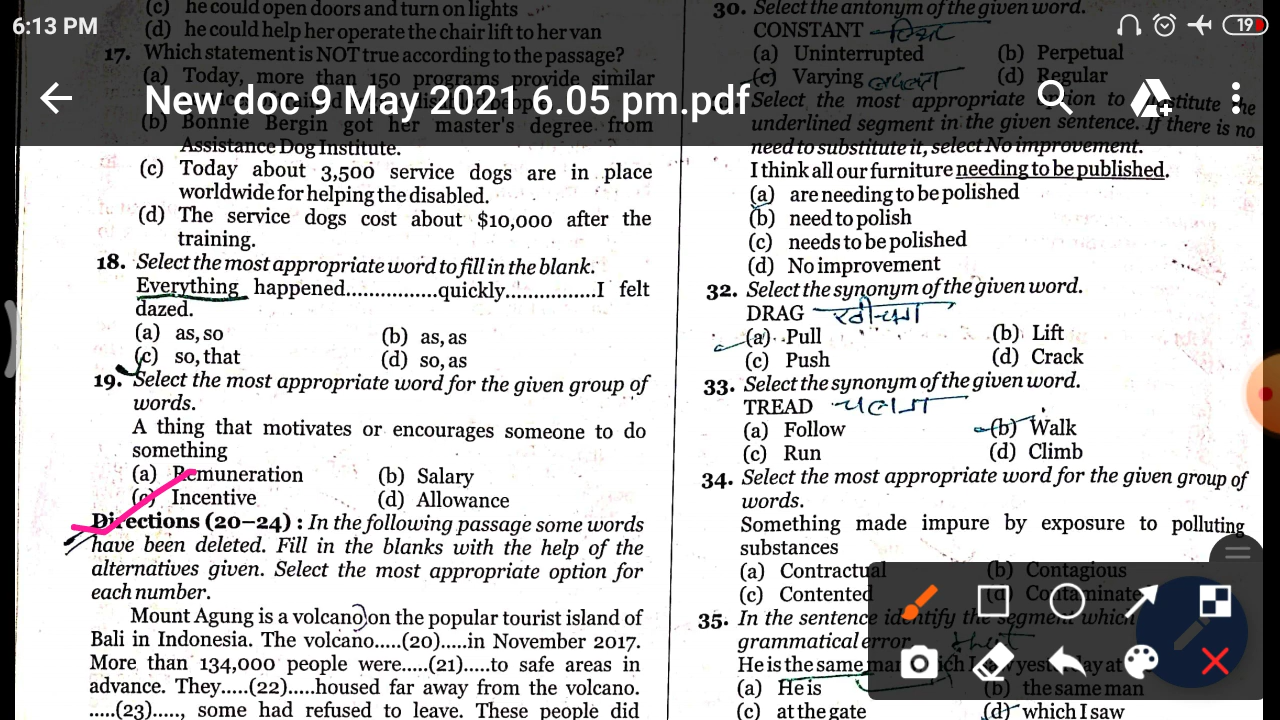 6:13 PM
19
New doc 9 May 2021 6.05 pm.pdf
(c) he could open doors and turn on lights
(d) he could help her operate the chair lift to her van
17. Which statement is NOT true according to the passage?
(a) Today, more than 150 programs provide similar
(b) Bonnie Bergin got her master's degree from
Assistance Dog Institute.
(c) Today about 3,500 service dogs are in place
worldwide for helping the disabled.
(d) The service dogs cost about $10,000 after the
training.
18. Select the most appropriate word to fill in the blank.
Everything happened...............quickly...............I felt
dazed.
(a) as, so (b) as, as
(c) so, that (d) so, as
19. Select the most appropriate word for the given group of
words.
A thing that motivates or encourages someone to do
something
(a) Remuneration (b) Salary
(c) Incentive (d) Allowance
Directions (20–24) : In the following passage some words
have been deleted. Fill in the blanks with the help of the
alternatives given. Select the most appropriate option for
each number.
Mount Agung is a volcano on the popular tourist island of
Bali in Indonesia. The volcano.....(20).....in November 2017.
More than 134,000 people were.....(21).....to safe areas in
advance. They.....(22).....housed far away from the volcano.
.....(23)....., some had refused to leave. These people did
30. Select the antonym of the given word.
CONSTANT स्थिर
(a) Uninterrupted (b) Perpetual
(c) Varying (d) Regular
Select the most appropriate option to substitute the
underlined segment in the given sentence. If there is no
need to substitute it, select No improvement.
I think all our furniture needing to be published.
(a) are needing to be polished
(b) need to polish
(c) needs to be polished
(d) No improvement
32. Select the synonym of the given word.
DRAG खींचना
(a) Pull (b) Lift
(c) Push (d) Crack
33. Select the synonym of the given word.
TREAD चलना
(a) Follow (b) Walk
(c) Run (d) Climb
34. Select the most appropriate word for the given group of
words.
Something made impure by exposure to polluting
substances
(a) Contractual (b) Contagious
(c) Contented (d) Contaminate
35. In the sentence identify the segment which
grammatical error.
He is the same man which I saw yesterday at
(a) He is (b) the same man
(c) at the gate (d) which I saw